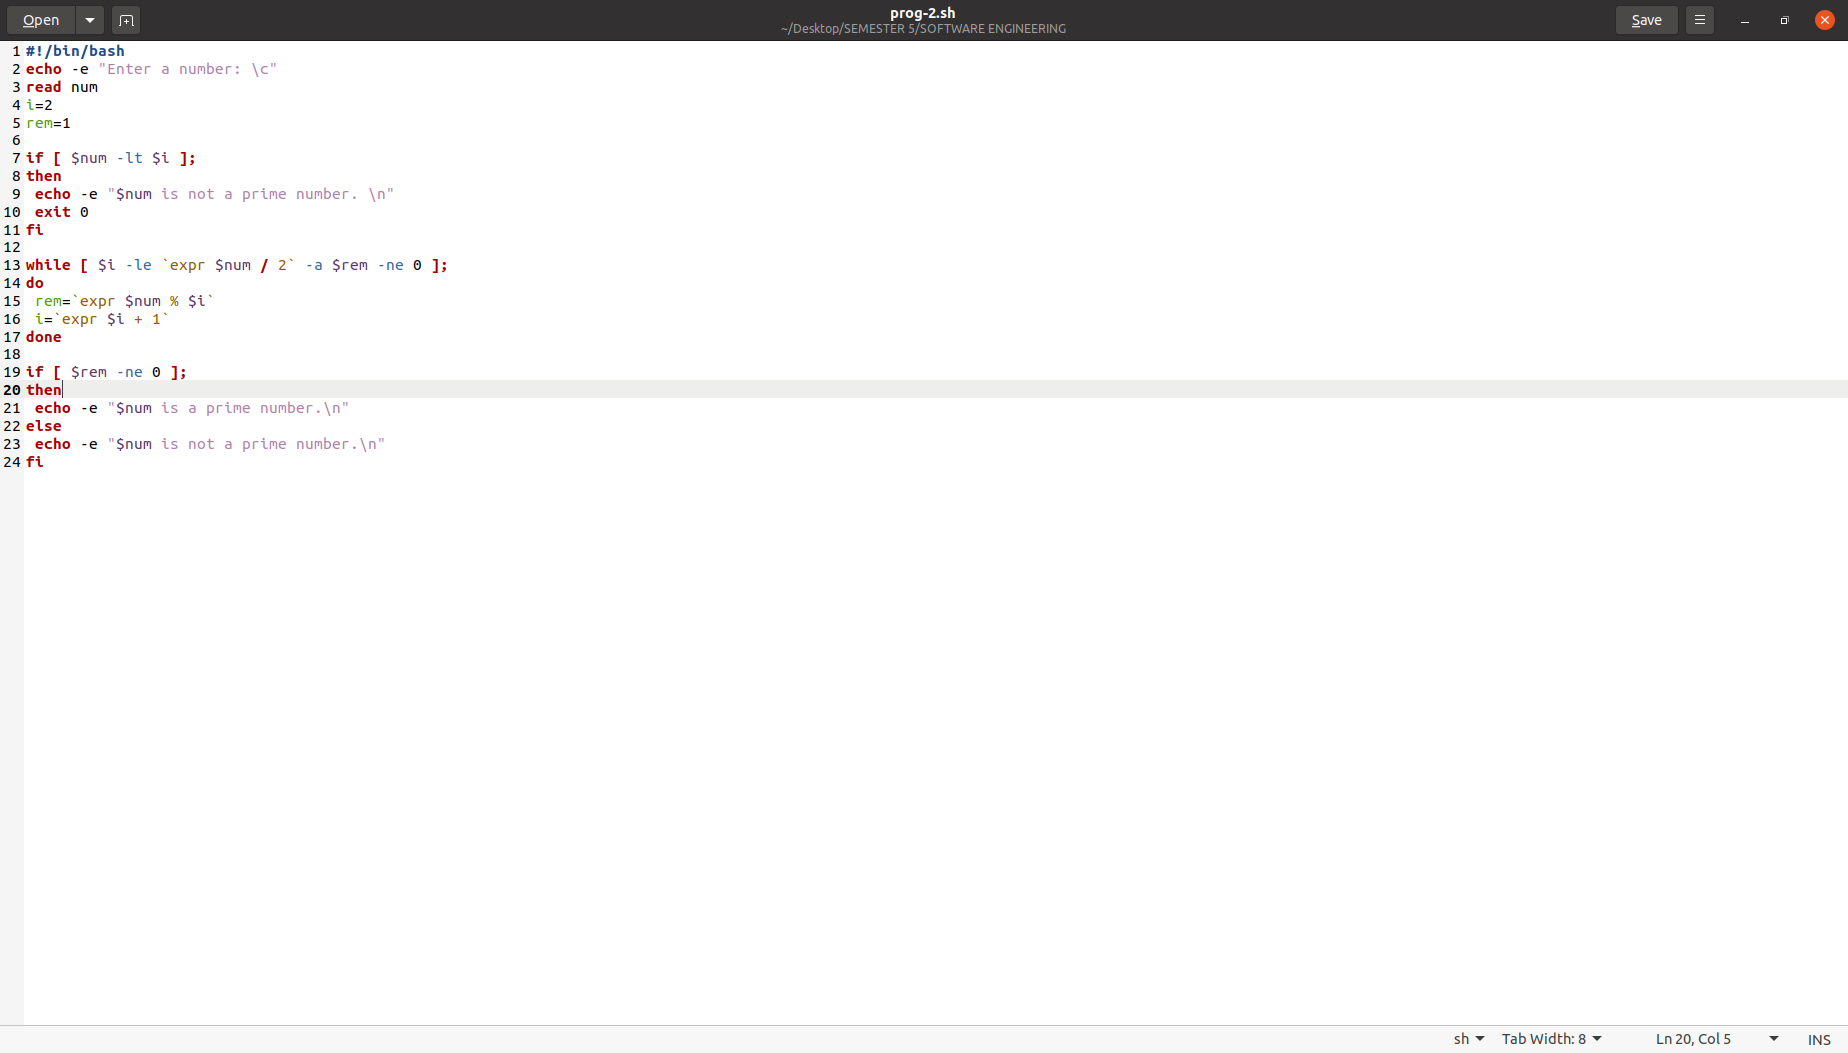 Open
prog-2.sh
~/Desktop/SEMESTER 5/SOFTWARE ENGINEERING
Save
1 #!/bin/bash
2 echo -e "Enter a number: \c"
3 read num
4 i=2
5 rem=1
6
7 if [ $num -lt $i ];
8 then
9  echo -e "$num is not a prime number. \n"
10  exit 0
11 fi
12
13 while [ $i -le `expr $num / 2` -a $rem -ne 0 ];
14 do
15  rem=`expr $num % $i`
16  i=`expr $i + 1`
17 done
18
19 if [ $rem -ne 0 ];
20 then
21  echo -e "$num is a prime number.\n"
22 else
23  echo -e "$num is not a prime number.\n"
24 fi
sh Tab Width: 8 Ln 20, Col 5 INS